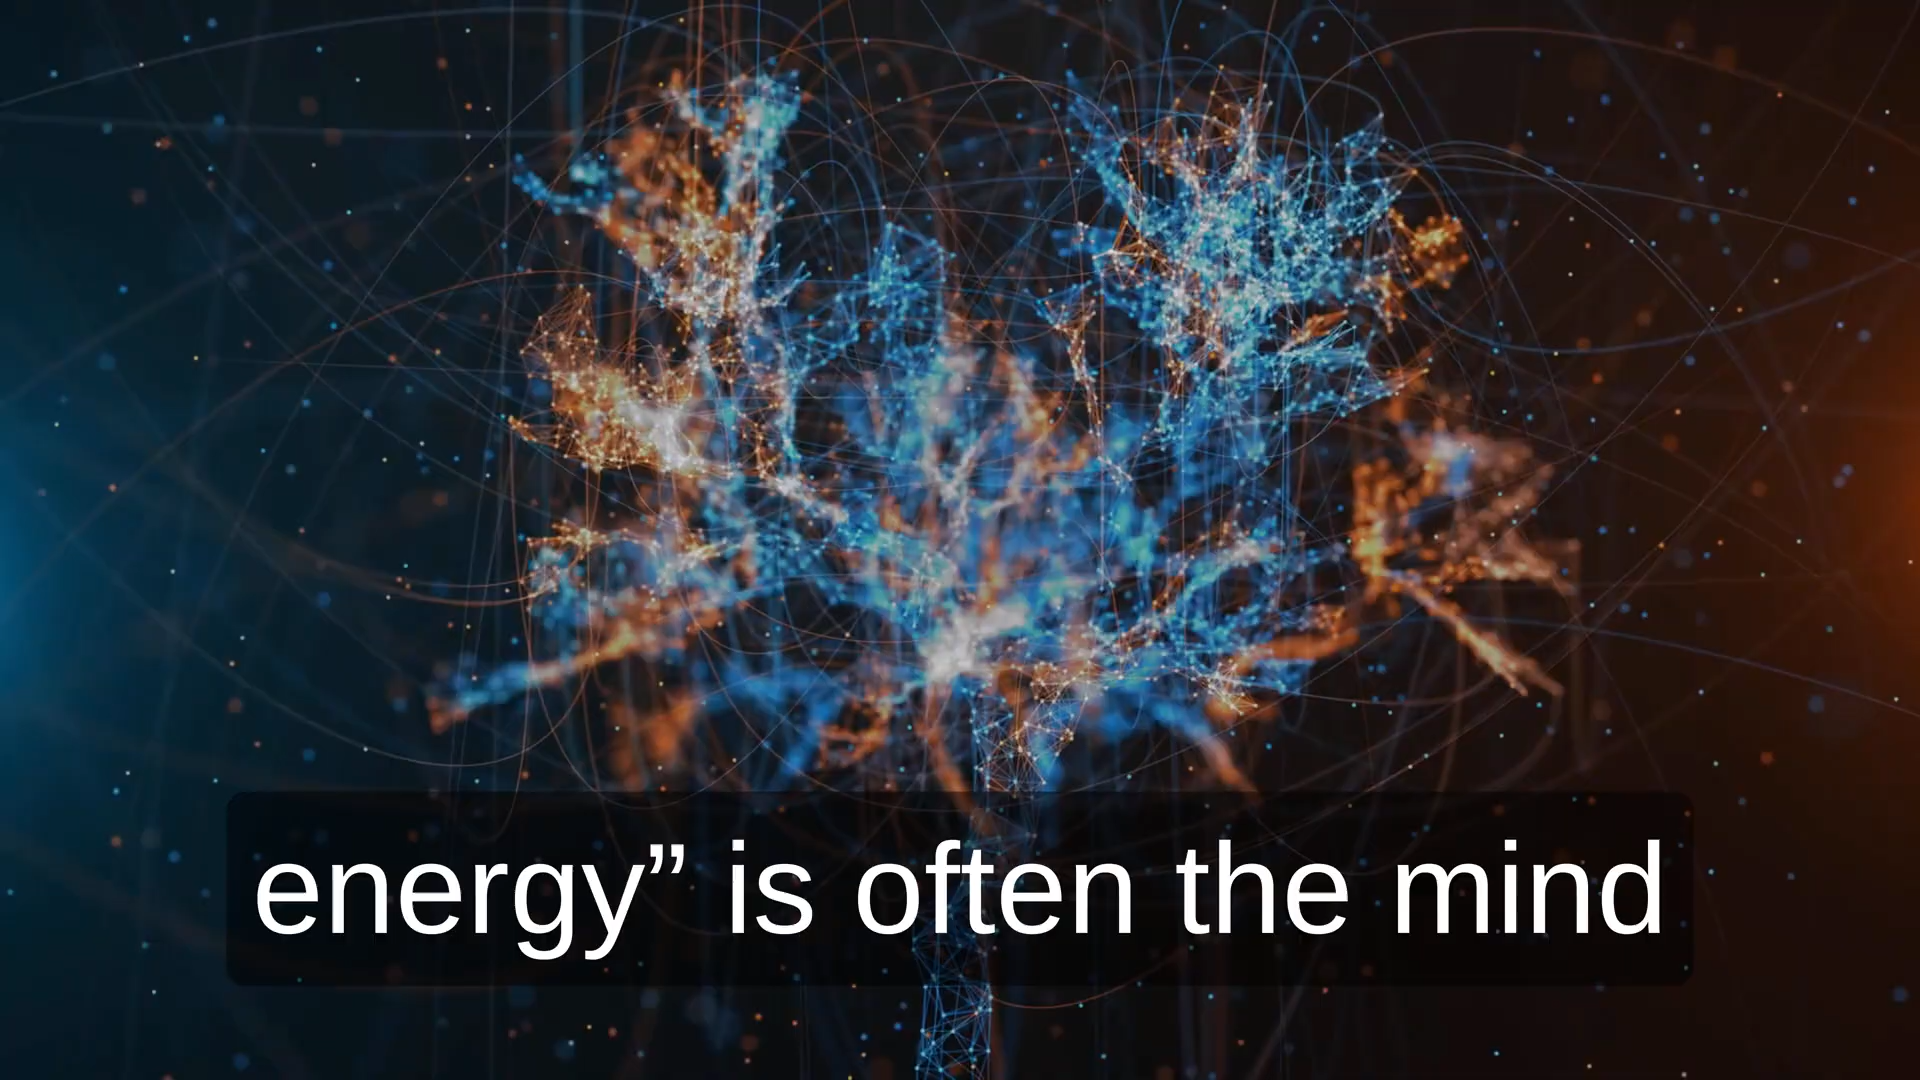 energy” is often the mind